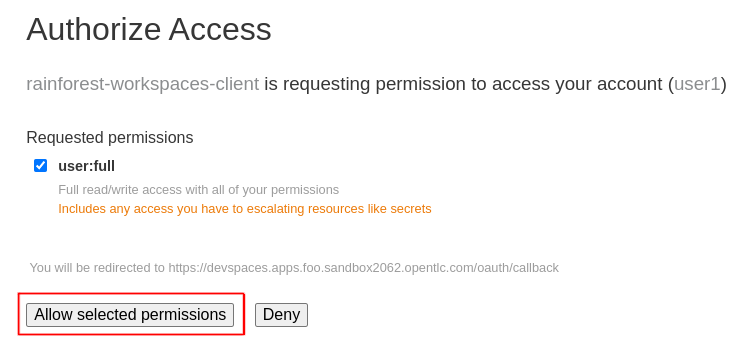 Authorize Access
rainforest-workspaces-client is requesting permission to access your account (user1)
Requested permissions
user:full
Full read/write access with all of your permissions
Includes any access you have to escalating resources like secrets
You will be redirected to https://devspaces.apps.foo.sandbox2062.opentlc.com/oauth/callback
Allow selected permissions Deny